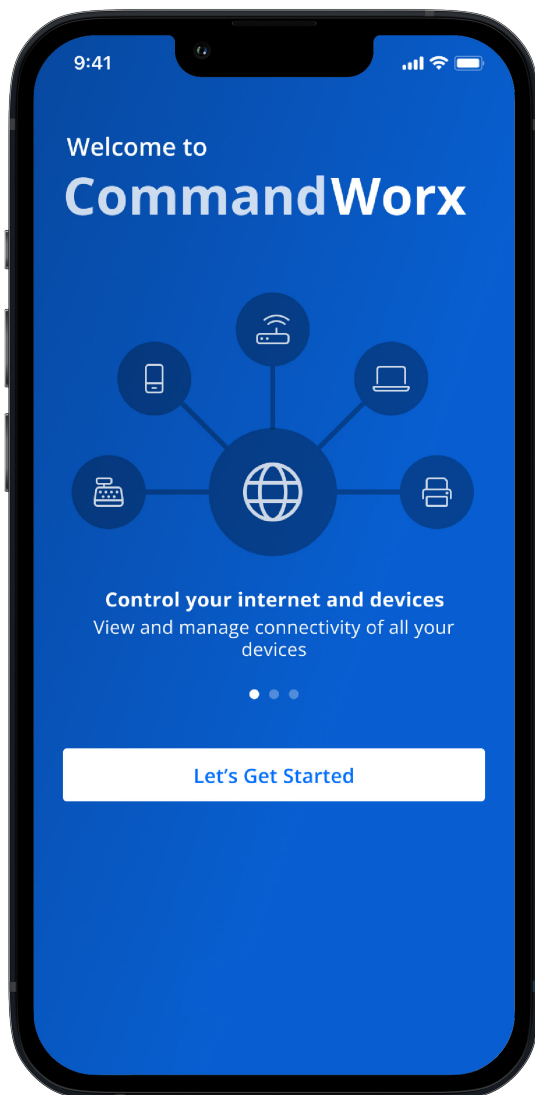 9:41
Welcome to
CommandWorx
Control your internet and devices
View and manage connectivity of all your
devices
Let’s Get Started